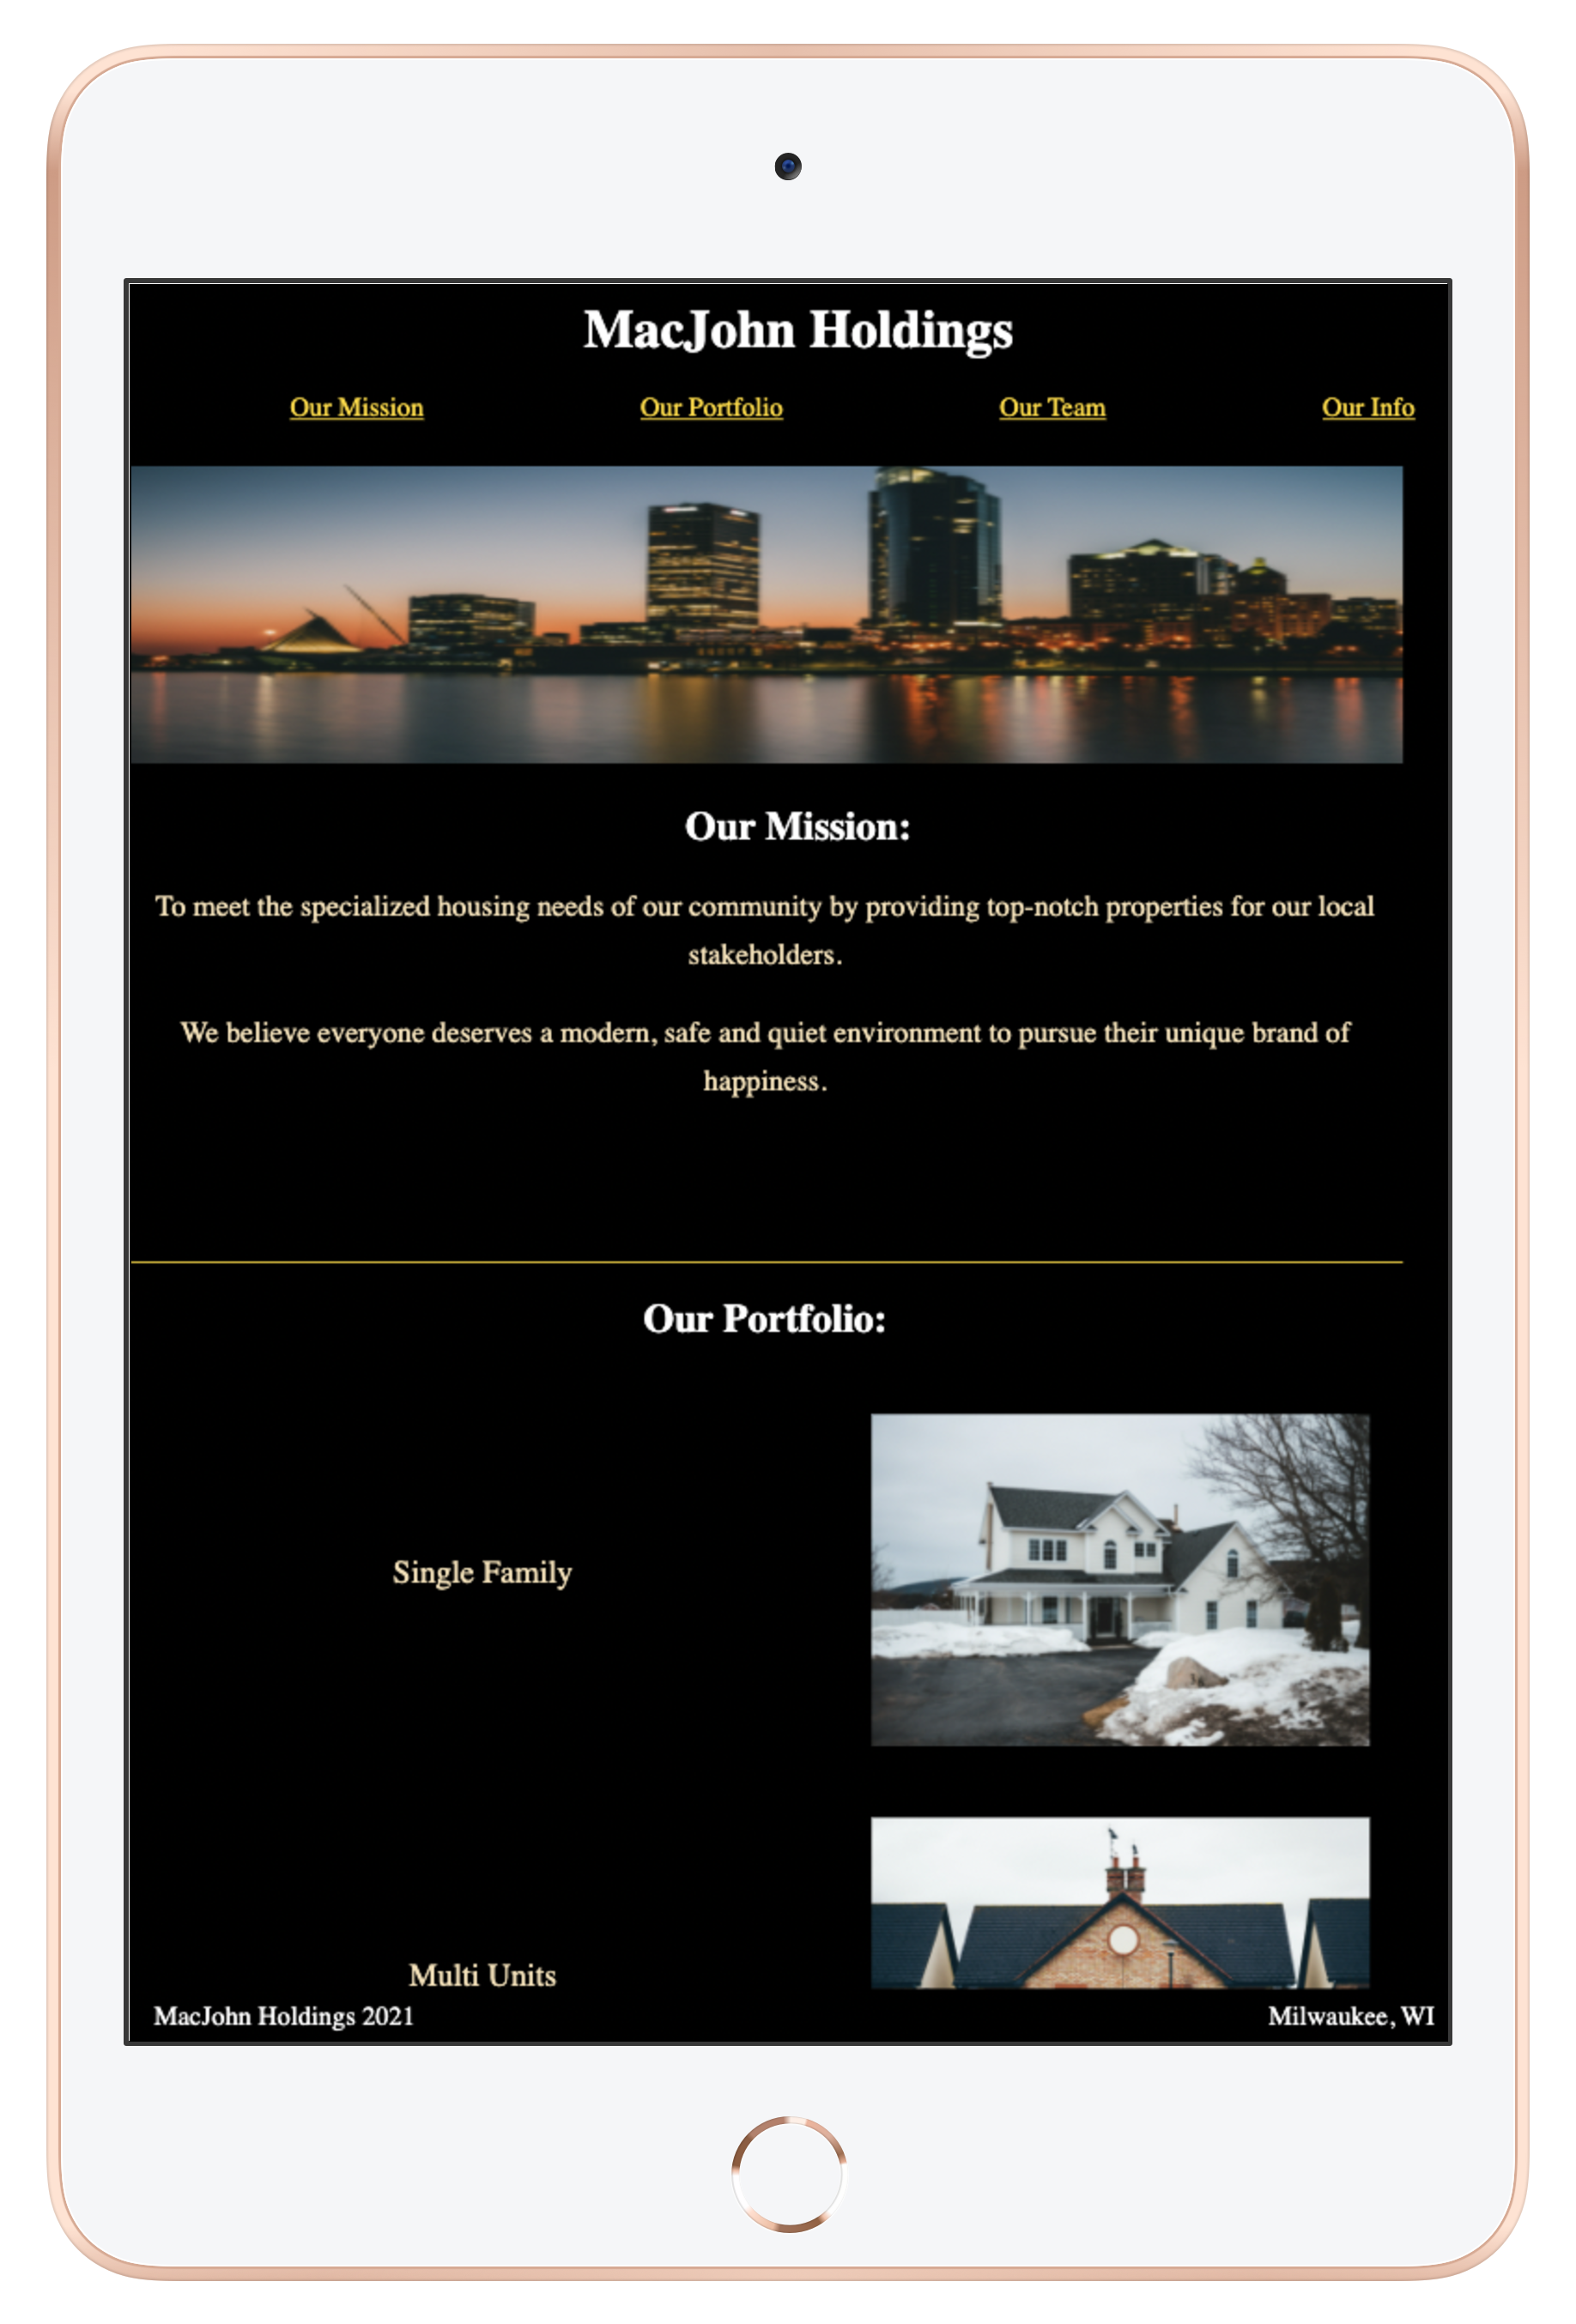 MacJohn Holdings
Our Mission Our Portfolio Our Team Our Info
Our Mission:
To meet the specialized housing needs of our community by providing top-notch properties for our local
stakeholders.
We believe everyone deserves a modern, safe and quiet environment to pursue their unique brand of
happiness.
Our Portfolio:
Single Family
Multi Units
MacJohn Holdings 2021 Milwaukee, WI